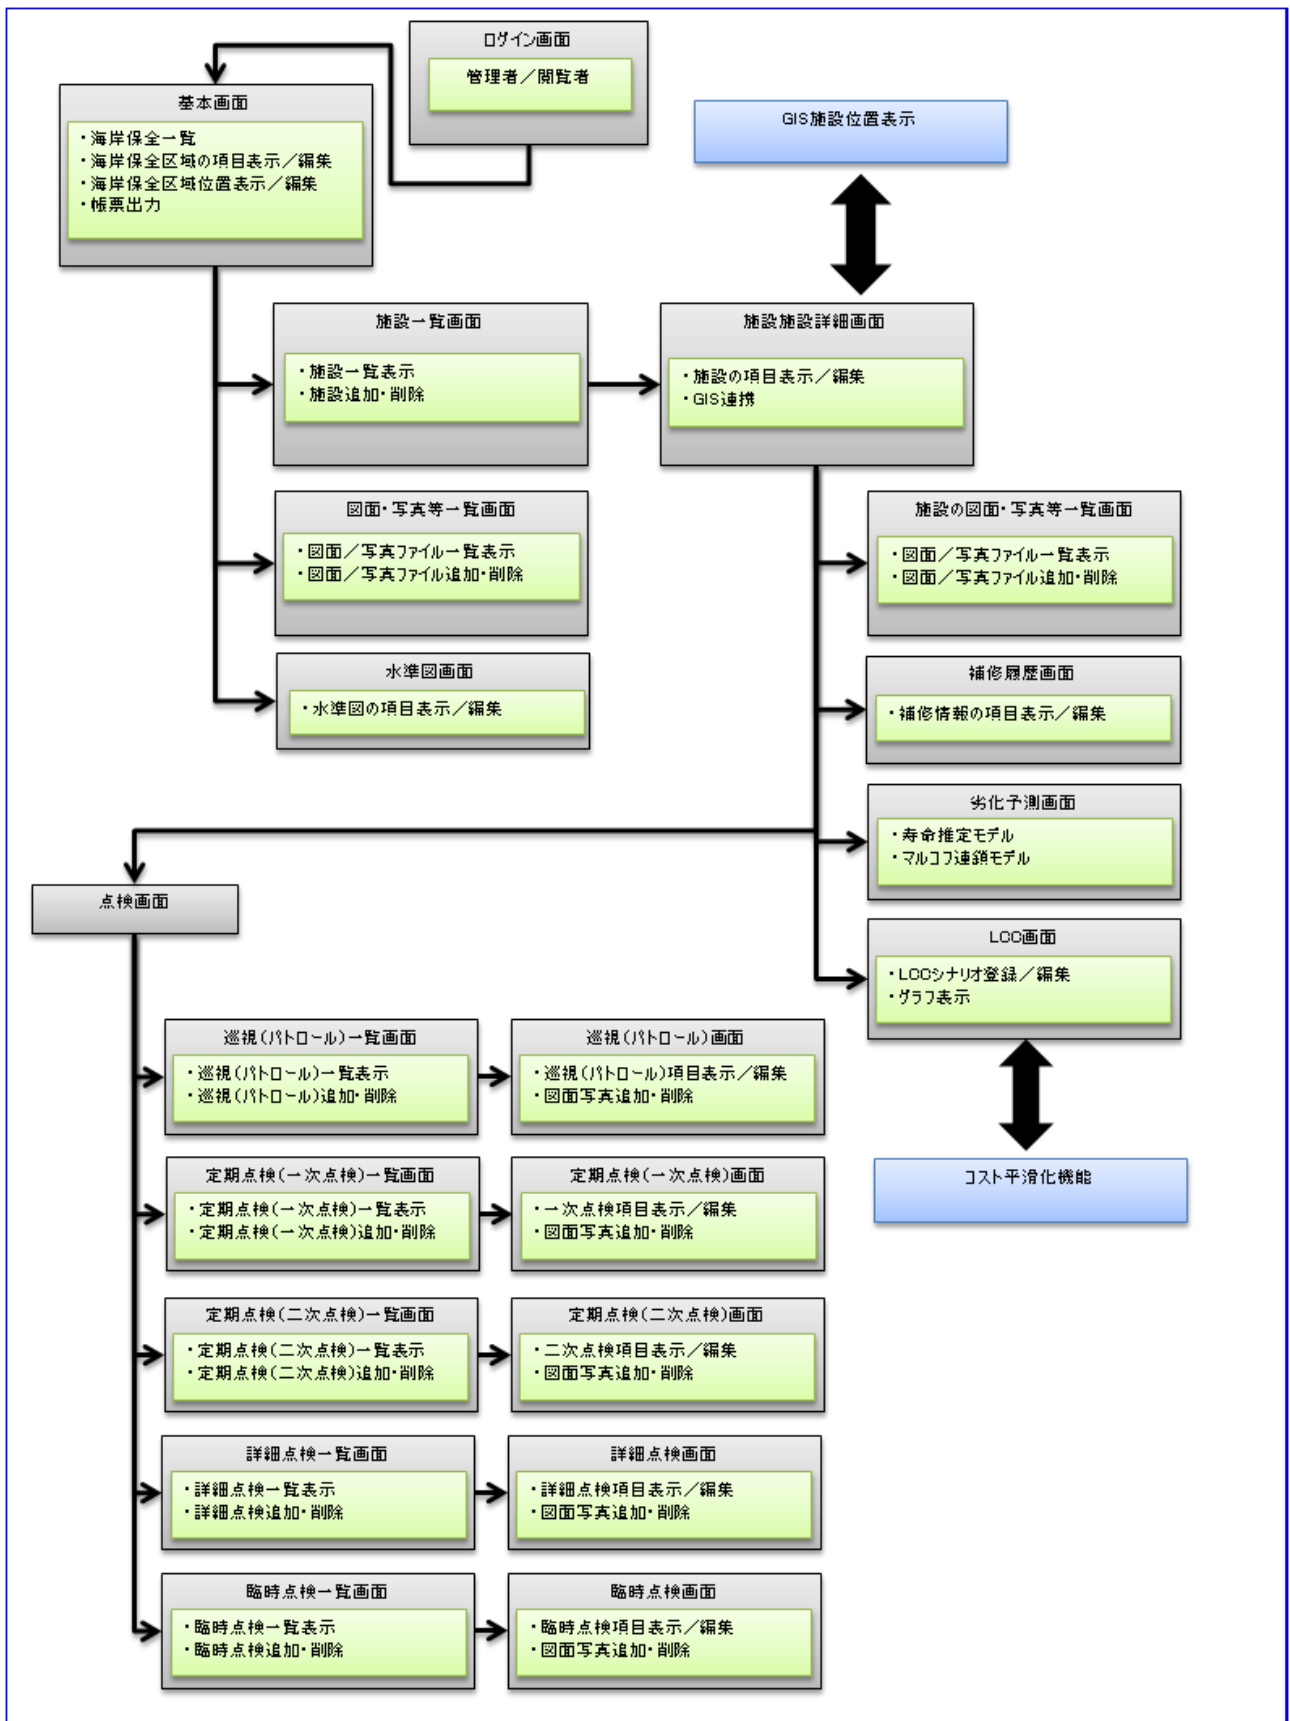 ログイン画面
管理者／閲覧者
基本画面
・海岸保全一覧
・海岸保全区域の項目表示／編集
・海岸保全区域位置表示／編集
・帳票出力
GIS施設位置表示
施設一覧画面
・施設一覧表示
・施設追加・削除
施設施設詳細画面
・施設の項目表示／編集
・GIS連携
図面・写真等一覧画面
・図面／写真ファイル一覧表示
・図面／写真ファイル追加・削除
施設の図面・写真等一覧画面
・図面／写真ファイル一覧表示
・図面／写真ファイル追加・削除
水準図画面
・水準図の項目表示／編集
補修履歴画面
・補修情報の項目表示／編集
劣化予測画面
・寿命推定モデル
・マルコフ連鎖モデル
点検画面
LCC画面
・LCCシナリオ登録／編集
・グラフ表示
巡視(パトロール)一覧画面
・巡視(パトロール)一覧表示
・巡視(パトロール)追加・削除
巡視(パトロール)画面
・巡視(パトロール)項目表示／編集
・図面写真追加・削除
コスト平滑化機能
定期点検(一次点検)一覧画面
・定期点検(一次点検)一覧表示
・定期点検(一次点検)追加・削除
定期点検(一次点検)画面
・一次点検項目表示／編集
・図面写真追加・削除
定期点検(二次点検)一覧画面
・定期点検(二次点検)一覧表示
・定期点検(二次点検)追加・削除
定期点検(二次点検)画面
・二次点検項目表示／編集
・図面写真追加・削除
詳細点検一覧画面
・詳細点検一覧表示
・詳細点検追加・削除
詳細点検画面
・詳細点検項目表示／編集
・図面写真追加・削除
臨時点検一覧画面
・臨時点検一覧表示
・臨時点検追加・削除
臨時点検画面
・臨時点検項目表示／編集
・図面写真追加・削除